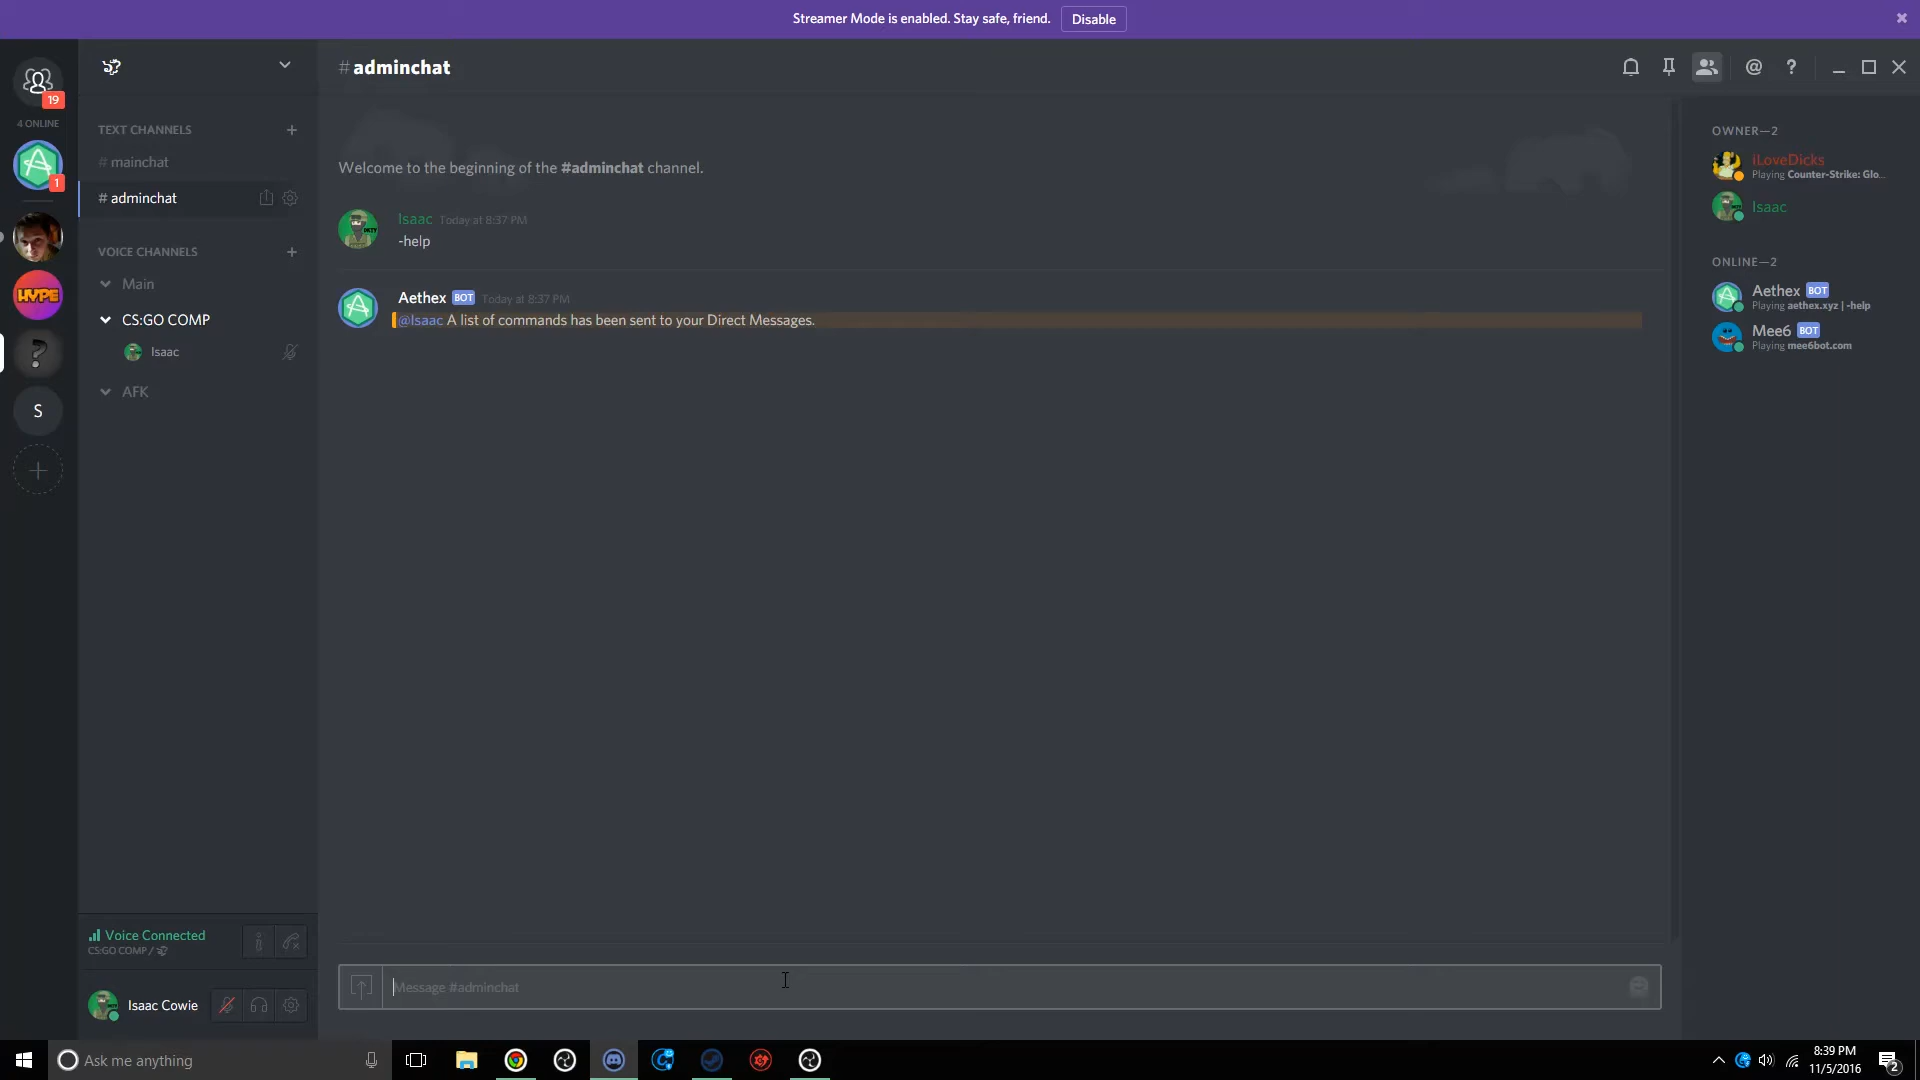 Streamer Mode is enabled. Stay safe, friend.
Disable
19
4 ONLINE
1
HYPE
?
S
TEXT CHANNELS
# mainchat
# adminchat
VOICE CHANNELS
Main
CS:GO COMP
Isaac
AFK
Voice Connected
CS:GO COMP /
Isaac Cowie
# adminchat
Welcome to the beginning of the #adminchat channel.
Isaac Today at 8:37 PM
-help
Aethex BOT Today at 8:37 PM
@Isaac A list of commands has been sent to your Direct Messages.
Message #adminchat
OWNER—2
iLoveDicks
Playing Counter-Strike: Glo...
Isaac
ONLINE—2
Aethex BOT
Playing aethex.xyz | -help
Mee6 BOT
Playing mee6bot.com
Ask me anything
8:39 PM
11/5/2016
2